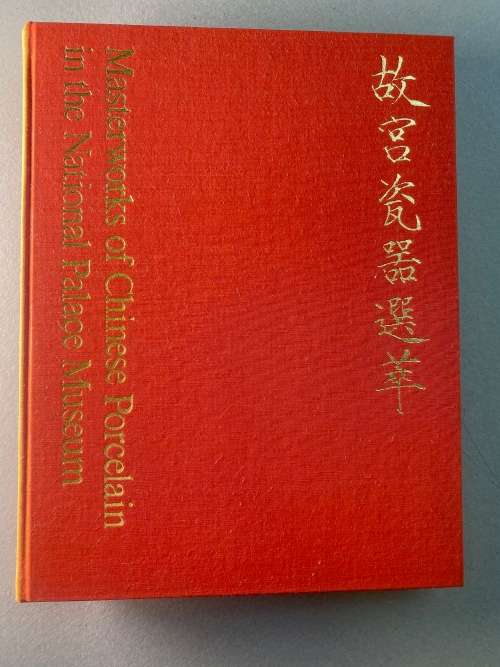 故宮瓷器選萃
Masterworks of Chinese Porcelain
in the National Palace Museum